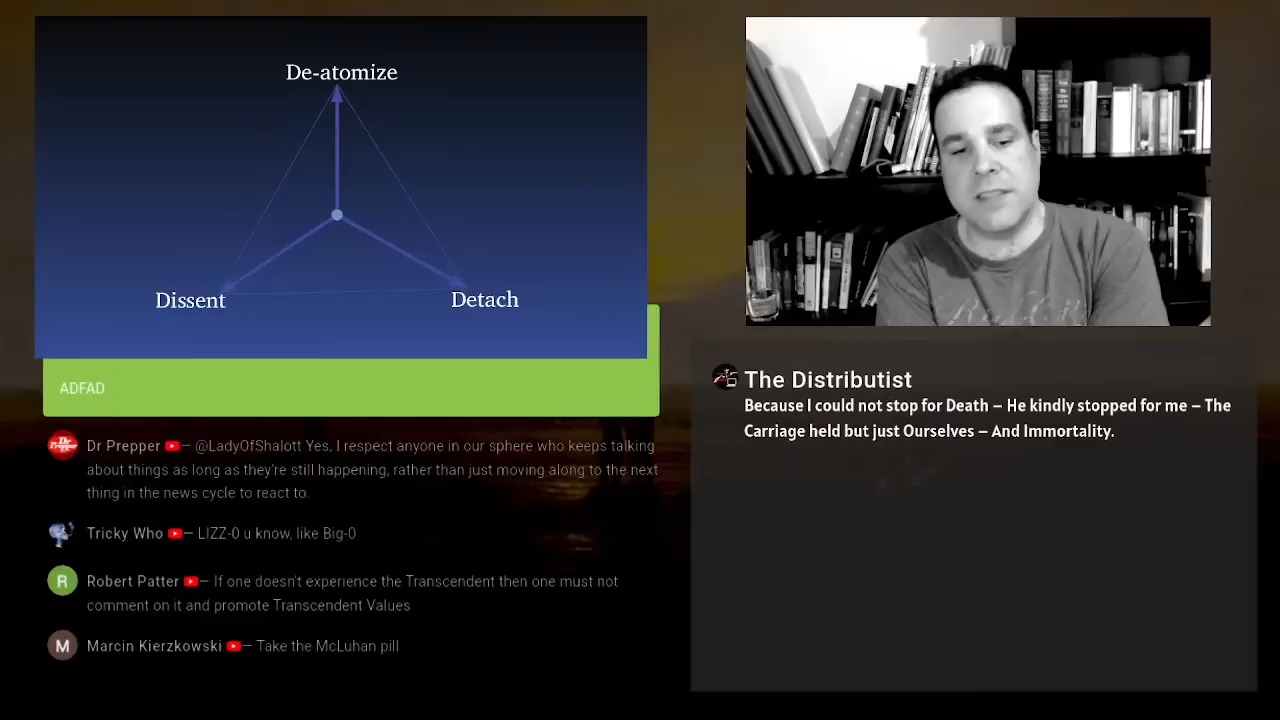 De-atomize
Dissent
Detach
ADFAD
Dr Prepper — @LadyOfShalott Yes, I respect anyone in our sphere who keeps talking
about things as long as they're still happening, rather than just moving along to the next
thing in the news cycle to react to.
Tricky Who — LIZZ-0 u know, like Big-0
R
Robert Patter — If one doesn't experience the Transcendent then one must not
comment on it and promote Transcendent Values
M
Marcin Kierzkowski — Take the McLuhan pill
The Distributist
Because I could not stop for Death – He kindly stopped for me – The
Carriage held but just Ourselves – And Immortality.